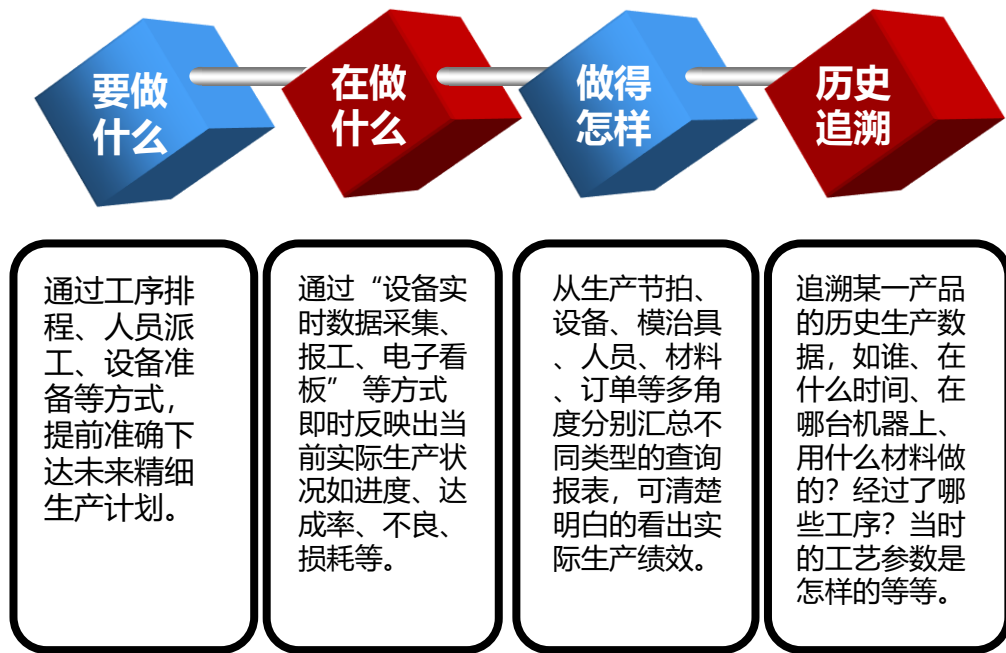 要做
什么
在做
什么
做得
怎样
历史
追溯
通过工序排
程、人员派
工、设备准
备等方式，
提前准确下
达未来精细
生产计划。
通过“设备实
时数据采集、
报工、电子看
板” 等方式
即时反映出当
前实际生产状
况如进度、达
成率、不良、
损耗等。
从生产节拍、
设备、模治具
、人员、材料
、订单等多角
度分别汇总不
同类型的查询
报表，可清楚
明白的看出实
际生产绩效。
追溯某一产品
的历史生产数
据，如谁、在
什么时间、在
哪台机器上、
用什么材料做
的？经过了哪
些工序？当时
的工艺参数是
怎样的等等。